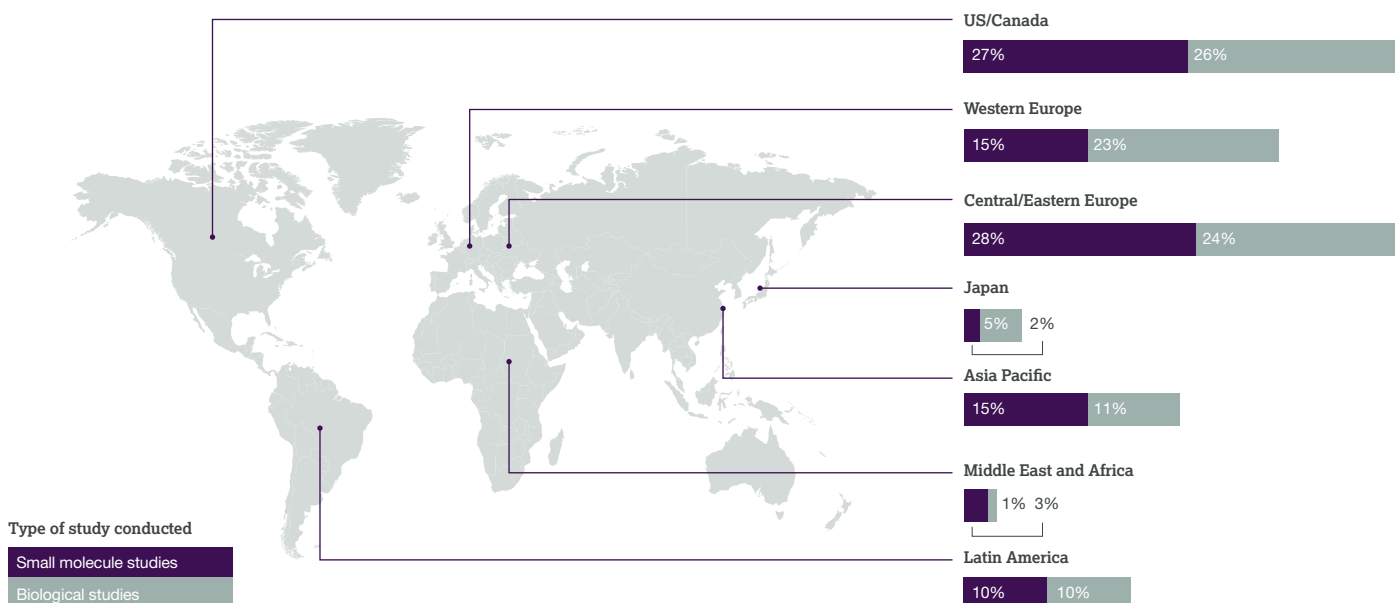 US/Canada
27% 26%
Western Europe
15% 23%
Central/Eastern Europe
28% 24%
Japan
5% 2%
Asia Pacific
15% 11%
Middle East and Africa
1% 3%
Latin America
10% 10%
Type of study conducted
Small molecule studies
Biological studies